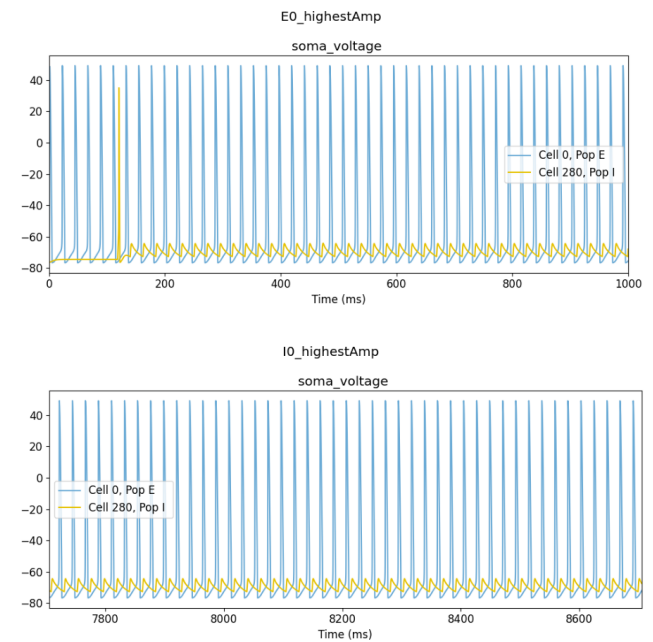 E0_highestAmp
soma_voltage
40
20
0
−20
−40
−60
−80
Cell 0, Pop E
Cell 280, Pop I
0 200 400 600 800 1000
Time (ms)
I0_highestAmp
soma_voltage
40
20
0
−20
−40
−60
−80
Cell 0, Pop E
Cell 280, Pop I
7800 8000 8200 8400 8600
Time (ms)